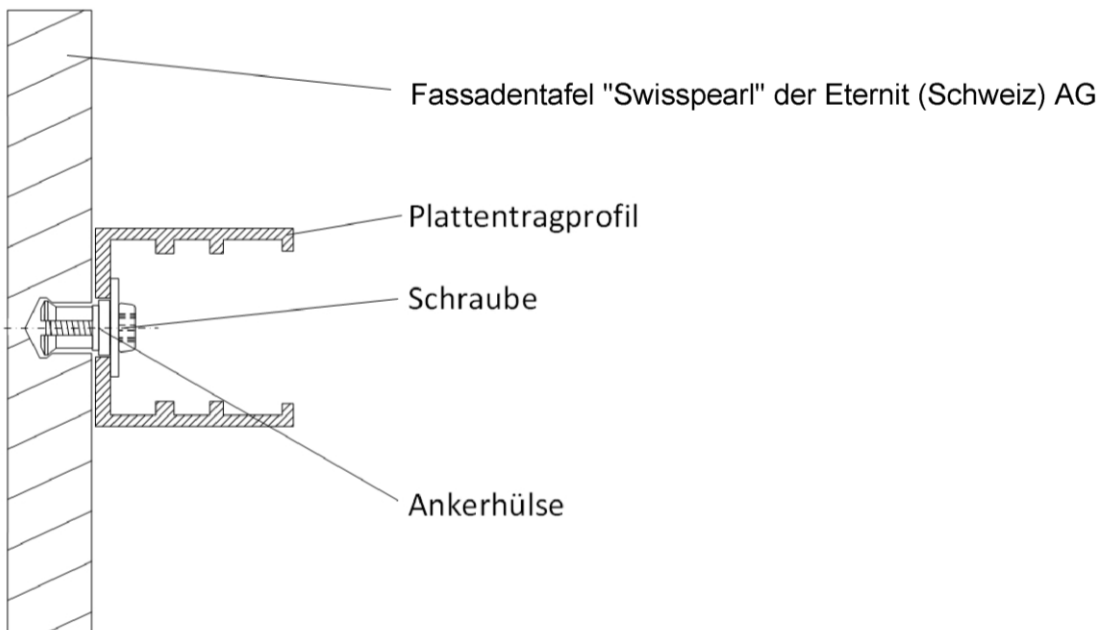 Fassadentafel "Swisspearl" der Eternit (Schweiz) AG
Plattentragprofil
Schraube
Ankerhülse